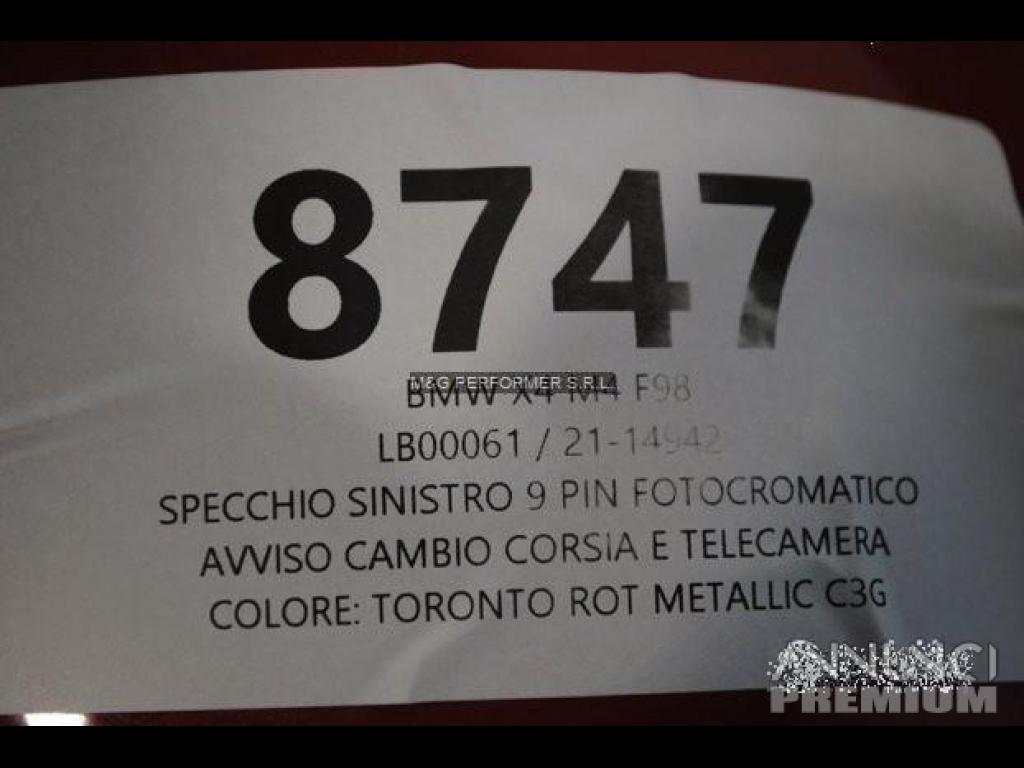 8747
M&G PERFORMER S.R.L.
BMW X4 M4 F98
LB00061 / 21-14942
SPECCHIO SINISTRO 9 PIN FOTOCROMATICO
AVVISO CAMBIO CORSIA E TELECAMERA
COLORE: TORONTO ROT METALLIC C3G
ANNUNCI
PREMIUM